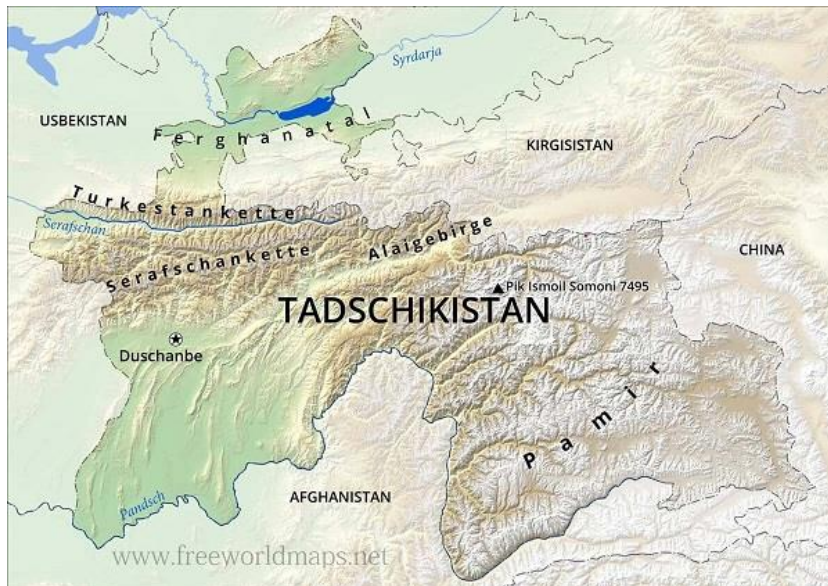 Syrdarja
USBEKISTAN
Ferghanatal
KIRGISISTAN
Turkestankette
Serafschan
Serafschankette
Alaigebirge
CHINA
Pik Ismoil Somoni 7495
TADSCHIKISTAN
Duschanbe
Pamir
Pandsch
AFGHANISTAN
www.freeworldmaps.net